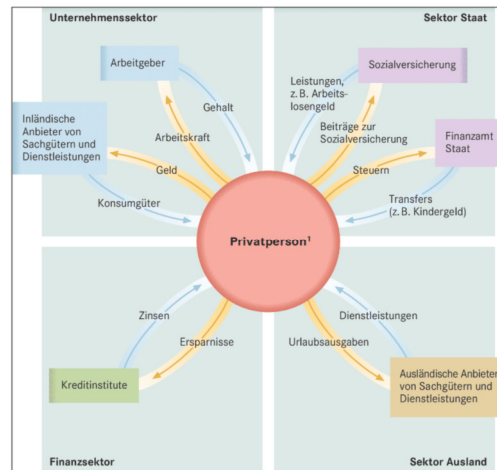 Unternehmenssektor
Sektor Staat
Arbeitgeber
Sozialversicherung
Gehalt
Leistungen,
z. B. Arbeits-
losengeld
Arbeitskraft
Beiträge zur
Sozialversicherung
Inländische
Anbieter von
Sachgütern und
Dienstleistungen
Geld
Steuern
Finanzamt
Staat
Konsumgüter
Transfers
(z. B. Kindergeld)
Privatperson¹
Zinsen
Ersparnisse
Dienstleistungen
Urlaubsausgaben
Kreditinstitute
Ausländische Anbieter
von Sachgütern und
Dienstleistungen
Finanzsektor
Sektor Ausland